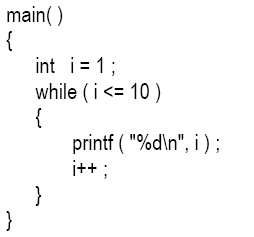 main( )
{
int i = 1 ;
while ( i <= 10 )
{
printf ( "%d\n", i ) ;
i++ ;
}
}